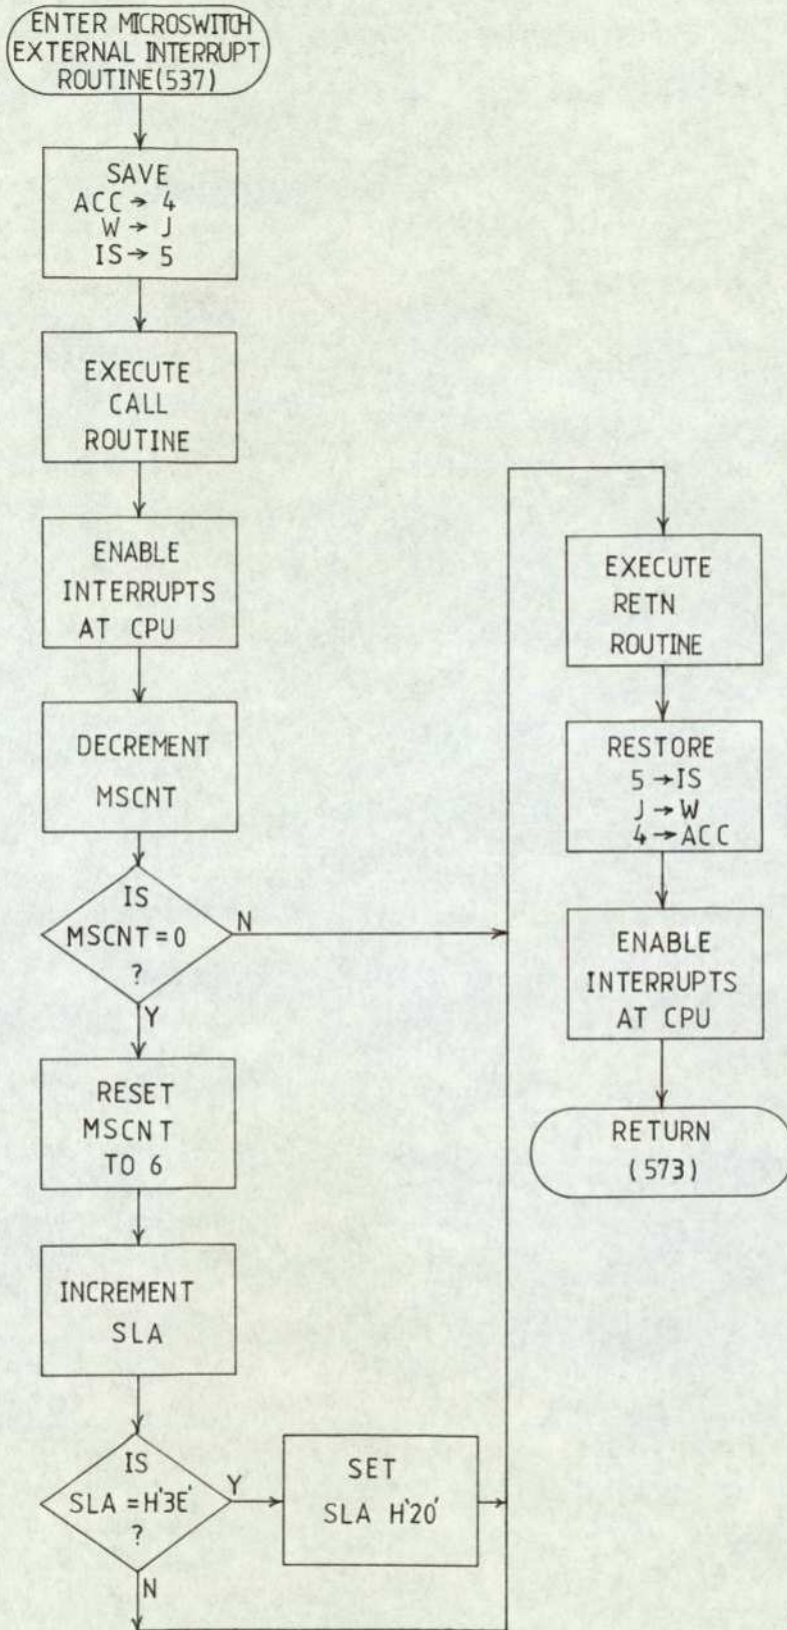 ENTER MICROSWITCH
EXTERNAL INTERRUPT
ROUTINE(537)
SAVE
ACC → 4
W → J
IS → 5
EXECUTE
CALL
ROUTINE
ENABLE
INTERRUPTS
AT CPU
DECREMENT
MSCNT
IS
MSCNT = 0
?
N
Y
RESET
MSCNT
TO 6
INCREMENT
SLA
IS
SLA = H'3E'
?
Y
N
SET
SLA H'20'
EXECUTE
RETN
ROUTINE
RESTORE
5 → IS
J → W
4 → ACC
ENABLE
INTERRUPTS
AT CPU
RETURN
(573)